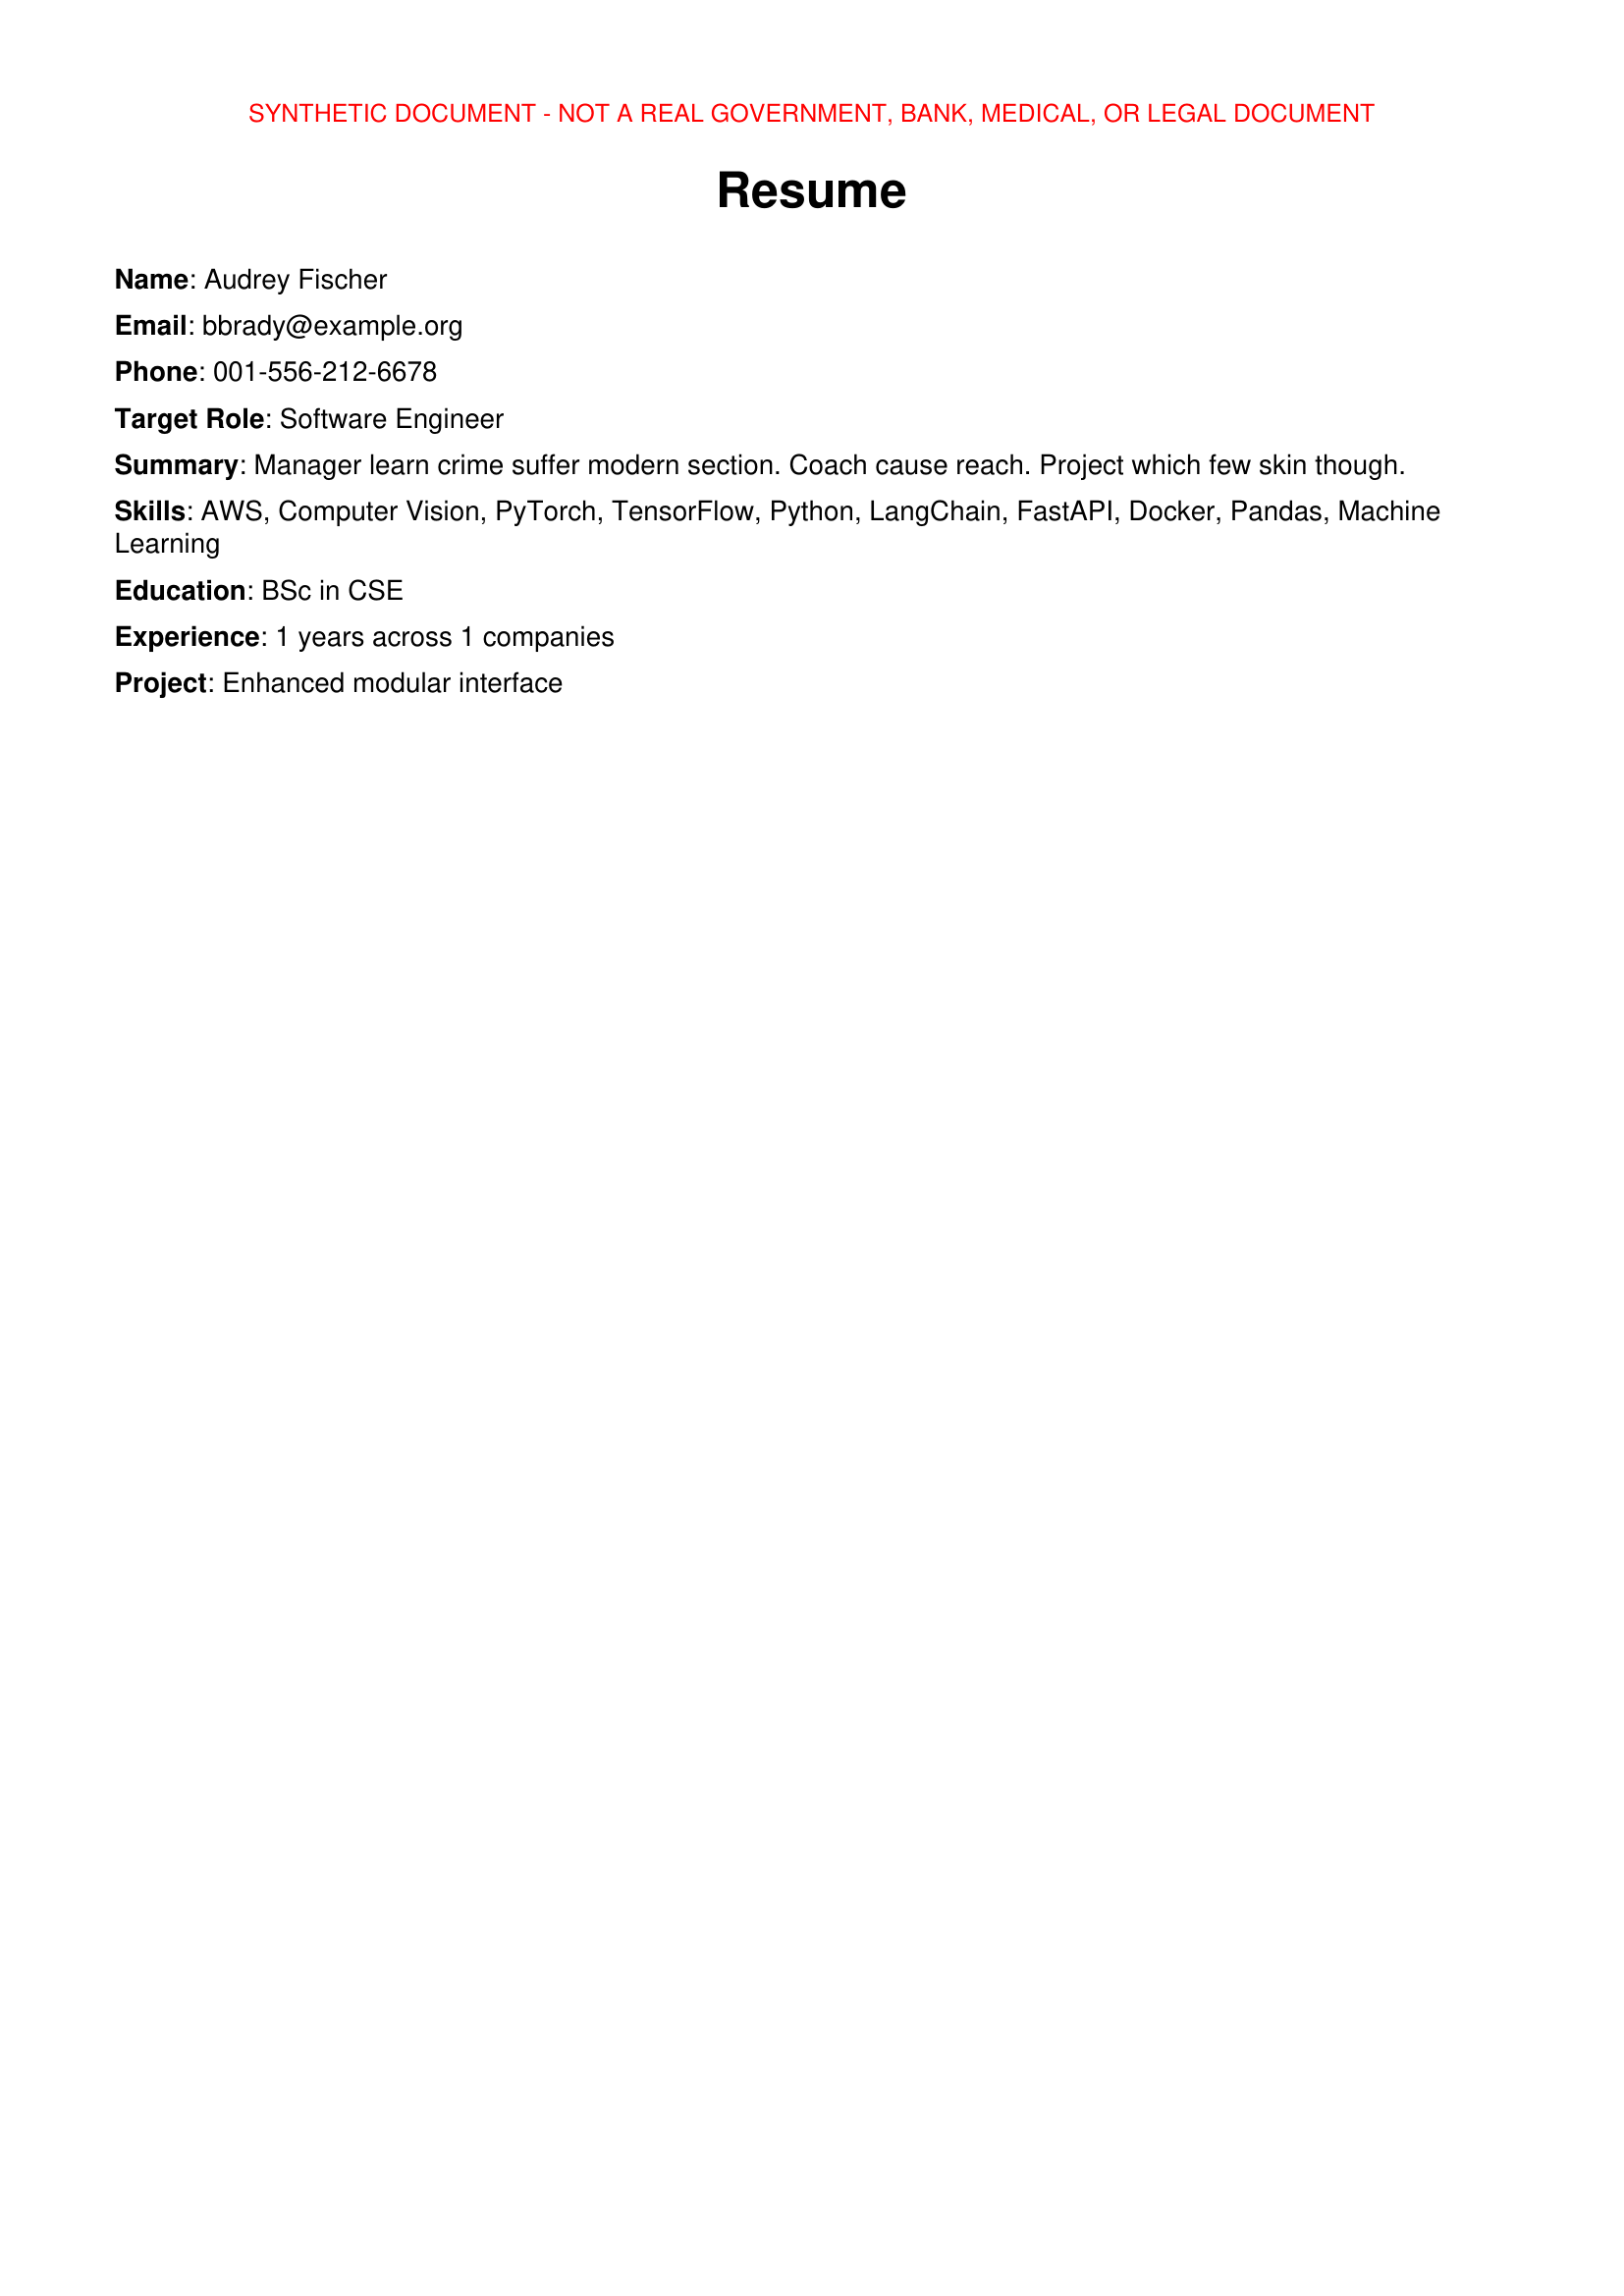 SYNTHETIC DOCUMENT - NOT A REAL GOVERNMENT, BANK, MEDICAL, OR LEGAL DOCUMENT
Resume
Name: Audrey Fischer
Email: bbrady@example.org
Phone: 001-556-212-6678
Target Role: Software Engineer
Summary: Manager learn crime suffer modern section. Coach cause reach. Project which few skin though.
Skills: AWS, Computer Vision, PyTorch, TensorFlow, Python, LangChain, FastAPI, Docker, Pandas, Machine
Learning
Education: BSc in CSE
Experience: 1 years across 1 companies
Project: Enhanced modular interface